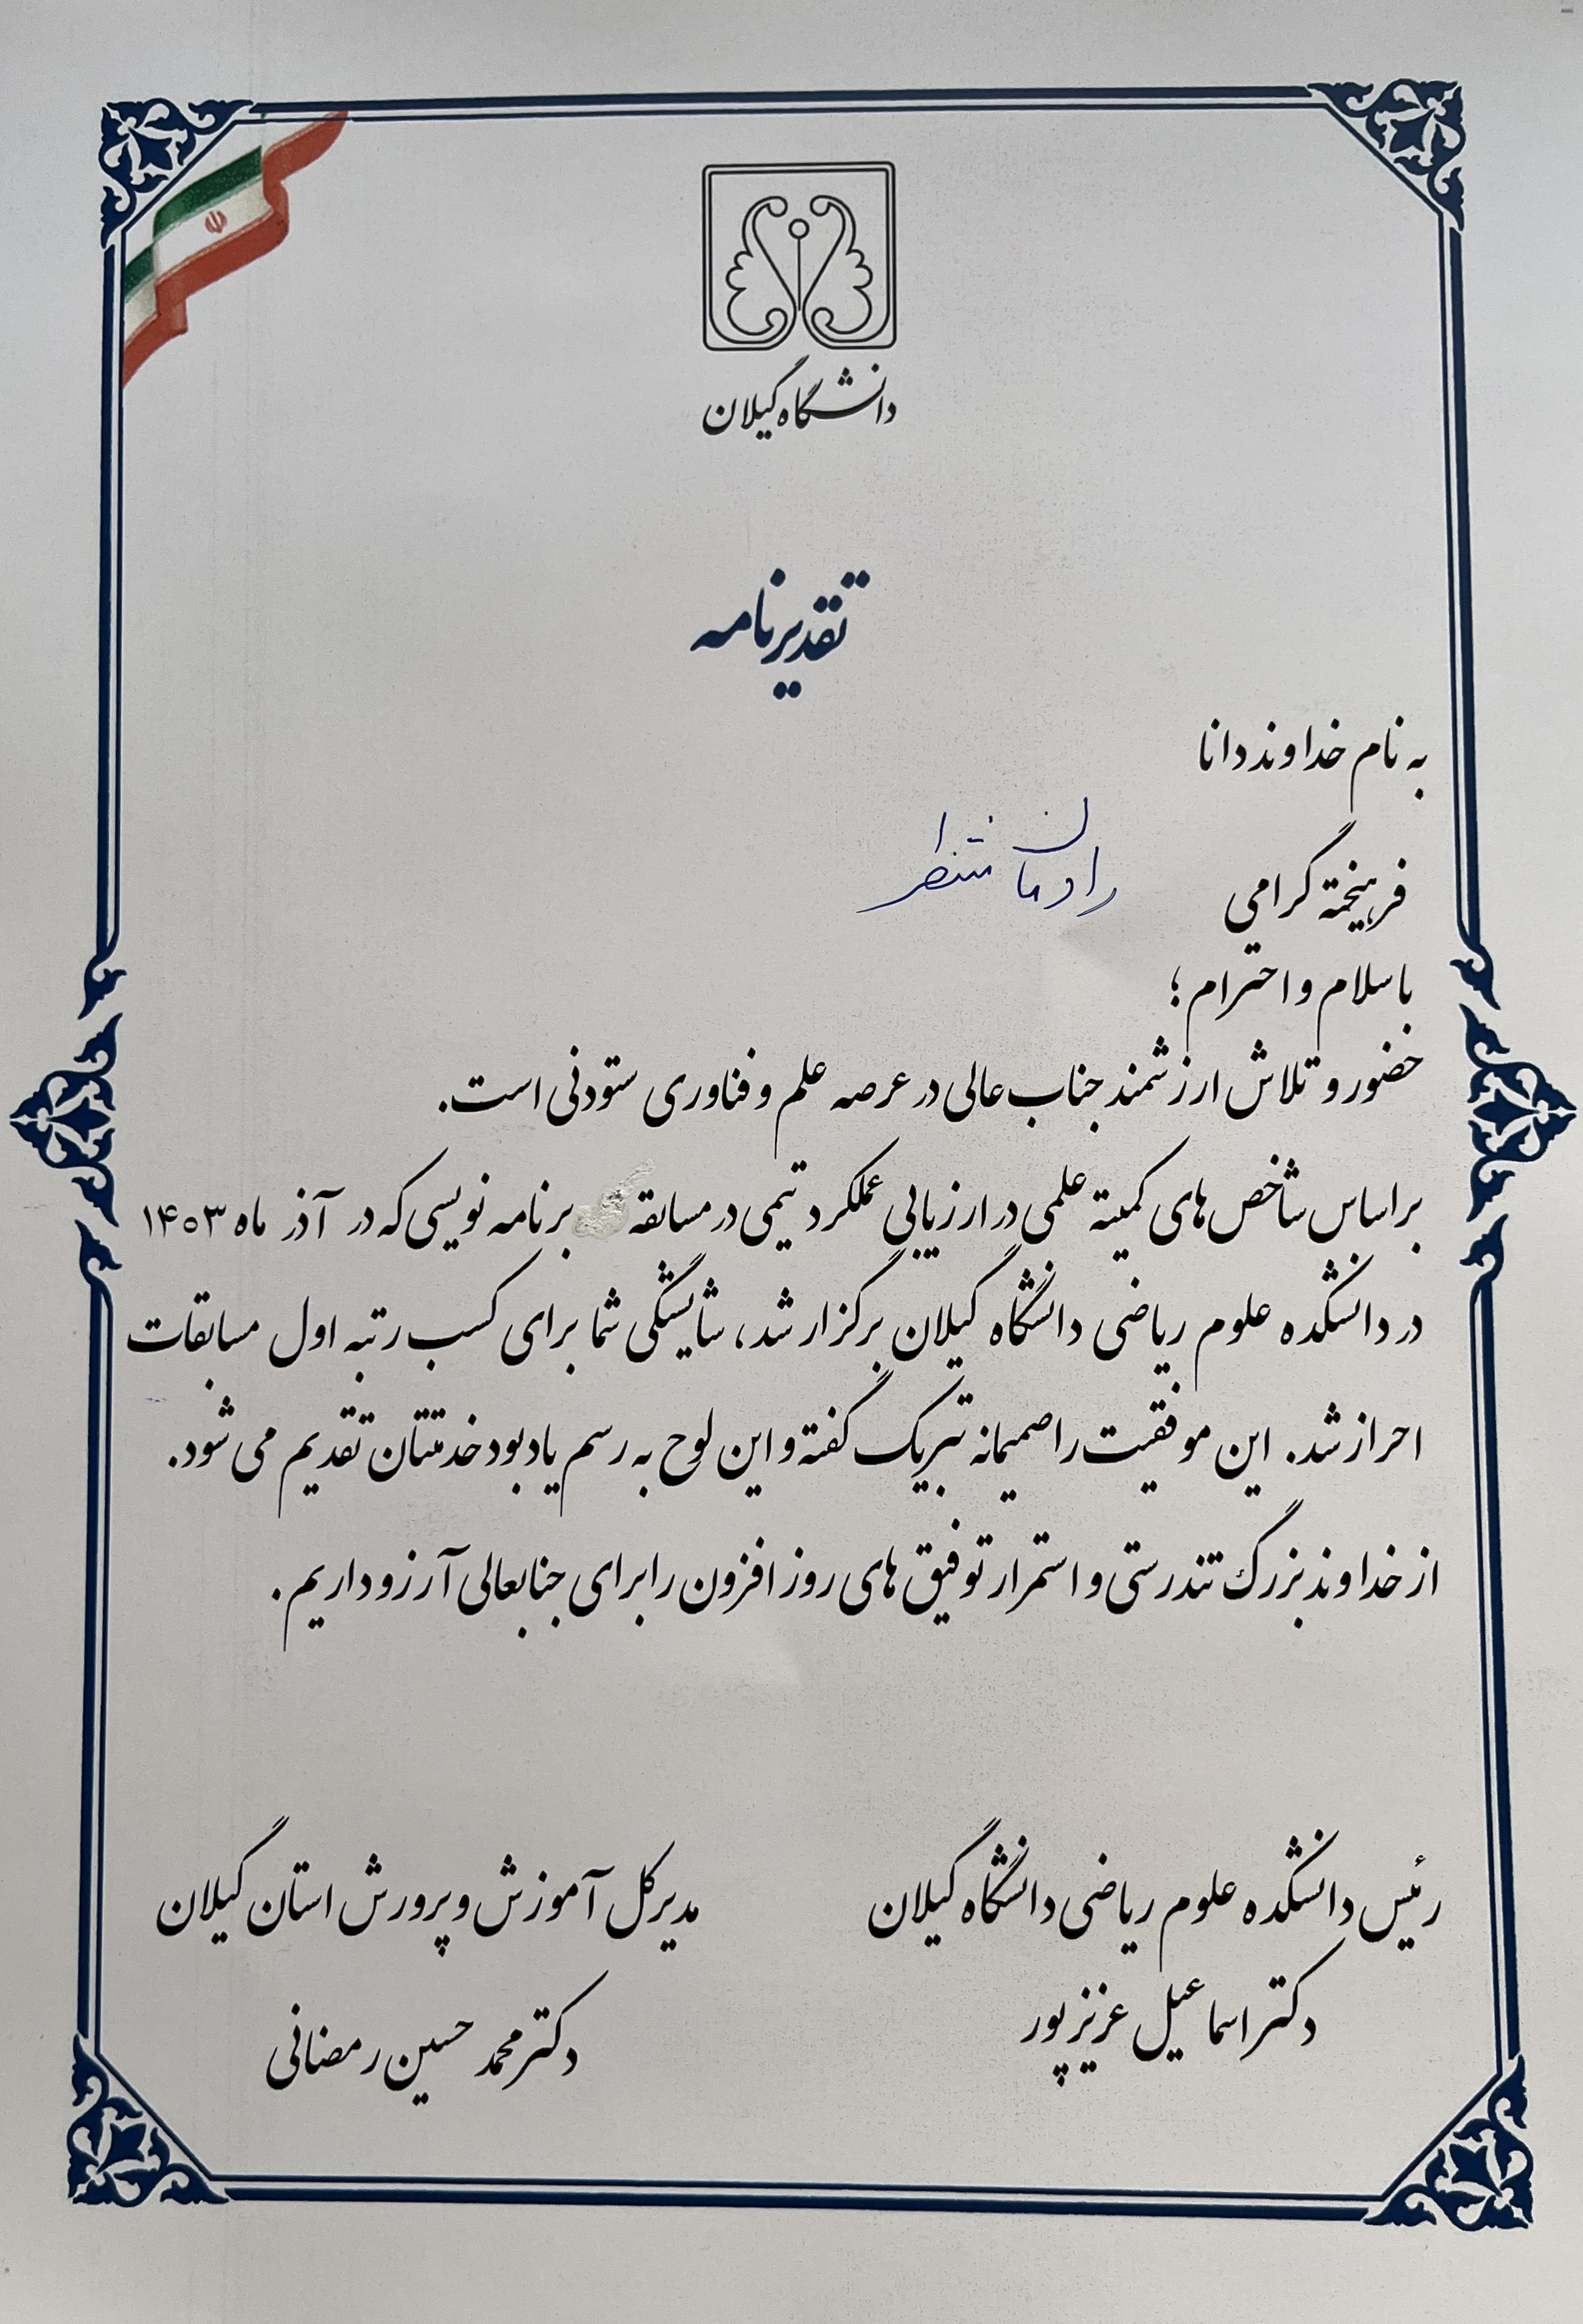 دانشگاه گیلان
تقدیرنامه
به نام خداوند دانا
فرهیخته گرامی رادمان منتظر
با سلام و احترام؛
حضور و تلاش ارزشمند جناب عالی در عرصه علم و فناوری ستودنی است.
براساس شاخص های کمیته علمی در ارزیابی عملکرد تیمی در مسابقه برنامه نویسی که در آذر ماه ۱۴۰۳
در دانشکده علوم ریاضی دانشگاه گیلان برگزار شد، شایستگی شما برای کسب رتبه اول مسابقات
احراز شد. این موفقیت را صمیمانه تبریک گفته و این لوح به رسم یادبود خدمتتان تقدیم می شود.
از خداوند بزرگ تندرستی و استمرار توفیق های روز افزون را برای جنابعالی آرزو داریم.
رئیس دانشکده علوم ریاضی دانشگاه گیلان
دکتر اسماعیل عزیزپور
مدیرکل آموزش و پرورش استان گیلان
دکتر محمد حسین رمضانی